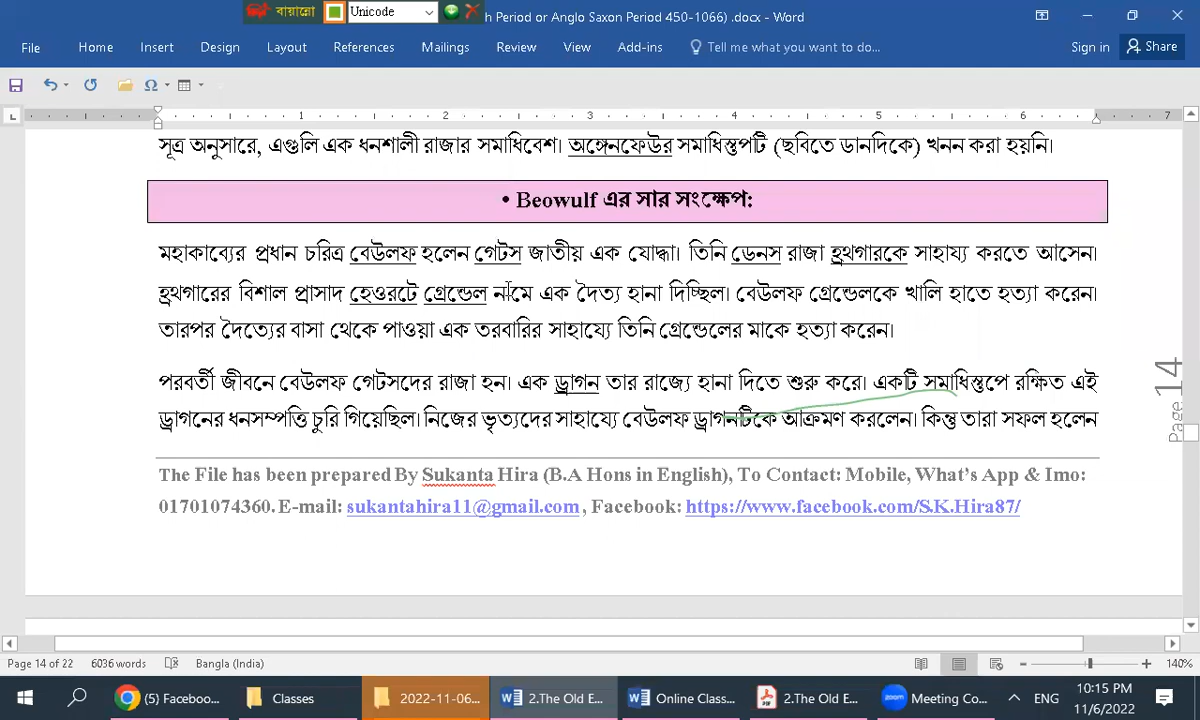 বায়ান্নো Unicode h Period or Anglo Saxon Period 450-1066) .docx - Word
File Home Insert Design Layout References Mailings Review View Add-ins Tell me what you want to do... Sign in Share
1 2 3 4 5 6 7
সূত্র অনুসারে, এগুলি এক ধনশালী রাজার সমাধিবেশ। অঙ্গেনফেউর সমাধিস্তুপটি (ছবিতে ডানদিকে) খনন করা হয়নি।
• Beowulf এর সার সংক্ষেপ:
মহাকাব্যের প্রধান চরিত্র বেউলফ হলেন গেটস জাতীয় এক যোদ্ধা। তিনি ডেনস রাজা হ্রথগারকে সাহায্য করতে আসেন।
হ্রথগারের বিশাল প্রাসাদ হেওরটে গ্রেন্ডেল নামে এক দৈত্য হানা দিচ্ছিল। বেউলফ গ্রেন্ডেলকে খালি হাতে হত্যা করেন।
তারপর দৈত্যের বাসা থেকে পাওয়া এক তরবারির সাহায্যে তিনি গ্রেন্ডেলের মাকে হত্যা করেন।
পরবর্তী জীবনে বেউলফ গেটসদের রাজা হন। এক ড্রাগন তার রাজ্যে হানা দিতে শুরু করে। একটি সমাধিস্তুপে রক্ষিত এই
ড্রাগনের ধনসম্পত্তি চুরি গিয়েছিল। নিজের ভৃত্যদের সাহায্যে বেউলফ ড্রাগনটিকে আক্রমণ করলেন। কিন্তু তারা সফল হলেন
Page 14
The File has been prepared By Sukanta Hira (B.A Hons in English), To Contact: Mobile, What's App & Imo:
01701074360. E-mail: sukantahira11@gmail.com, Facebook: https://www.facebook.com/S.K.Hira87/
Page 14 of 22 6036 words Bangla (India) 140%
(5) Faceboo... Classes 2022-11-06... 2.The Old E... Online Class... 2.The Old E... Meeting Co... ENG 10:15 PM
11/6/2022